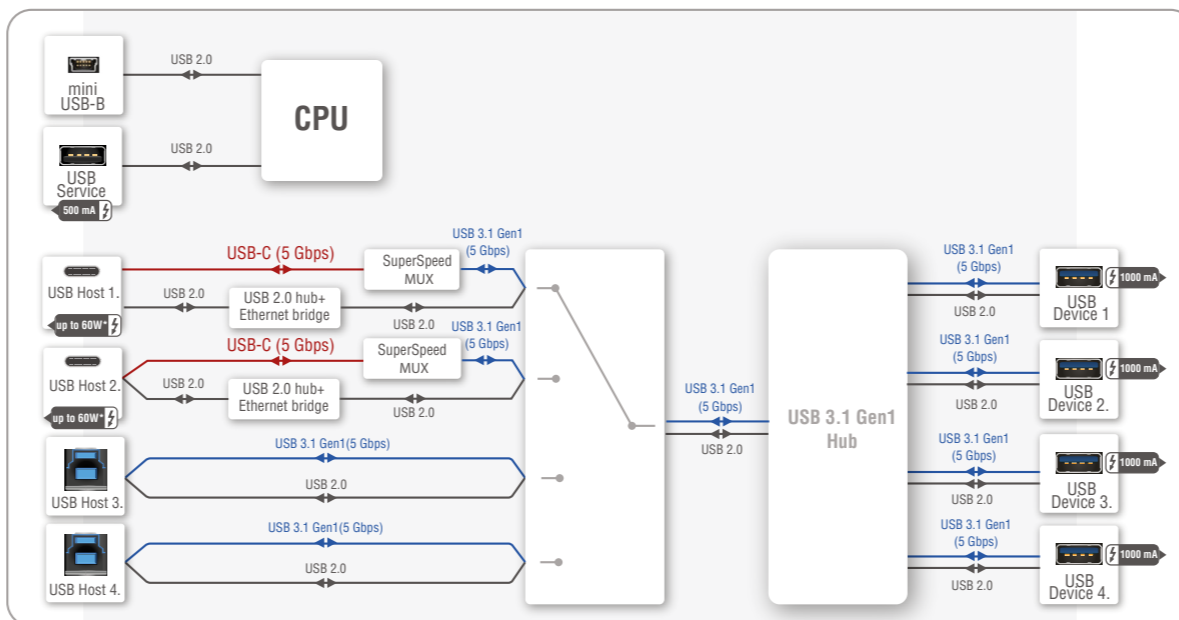 mini
USB-B
USB 2.0
CPU
USB 2.0
USB
Service
500 mA
USB Host 1.
up to 60W*
USB-C (5 Gbps)
SuperSpeed
MUX
USB 3.1 Gen1
(5 Gbps)
USB 2.0
USB 2.0 hub+
Ethernet bridge
USB 2.0
USB Host 2.
up to 60W*
USB-C (5 Gbps)
SuperSpeed
MUX
USB 3.1 Gen1
(5 Gbps)
USB 2.0
USB 2.0 hub+
Ethernet bridge
USB 2.0
USB Host 3.
USB 3.1 Gen1(5 Gbps)
USB 2.0
USB Host 4.
USB 3.1 Gen1(5 Gbps)
USB 2.0
USB 3.1 Gen1
(5 Gbps)
USB 2.0
USB 3.1 Gen1
Hub
USB 3.1 Gen1
(5 Gbps)
USB 2.0
USB
Device 1
1000 mA
USB 3.1 Gen1
(5 Gbps)
USB 2.0
USB
Device 2.
1000 mA
USB 3.1 Gen1
(5 Gbps)
USB 2.0
USB
Device 3.
1000 mA
USB 3.1 Gen1
(5 Gbps)
USB 2.0
USB
Device 4.
1000 mA